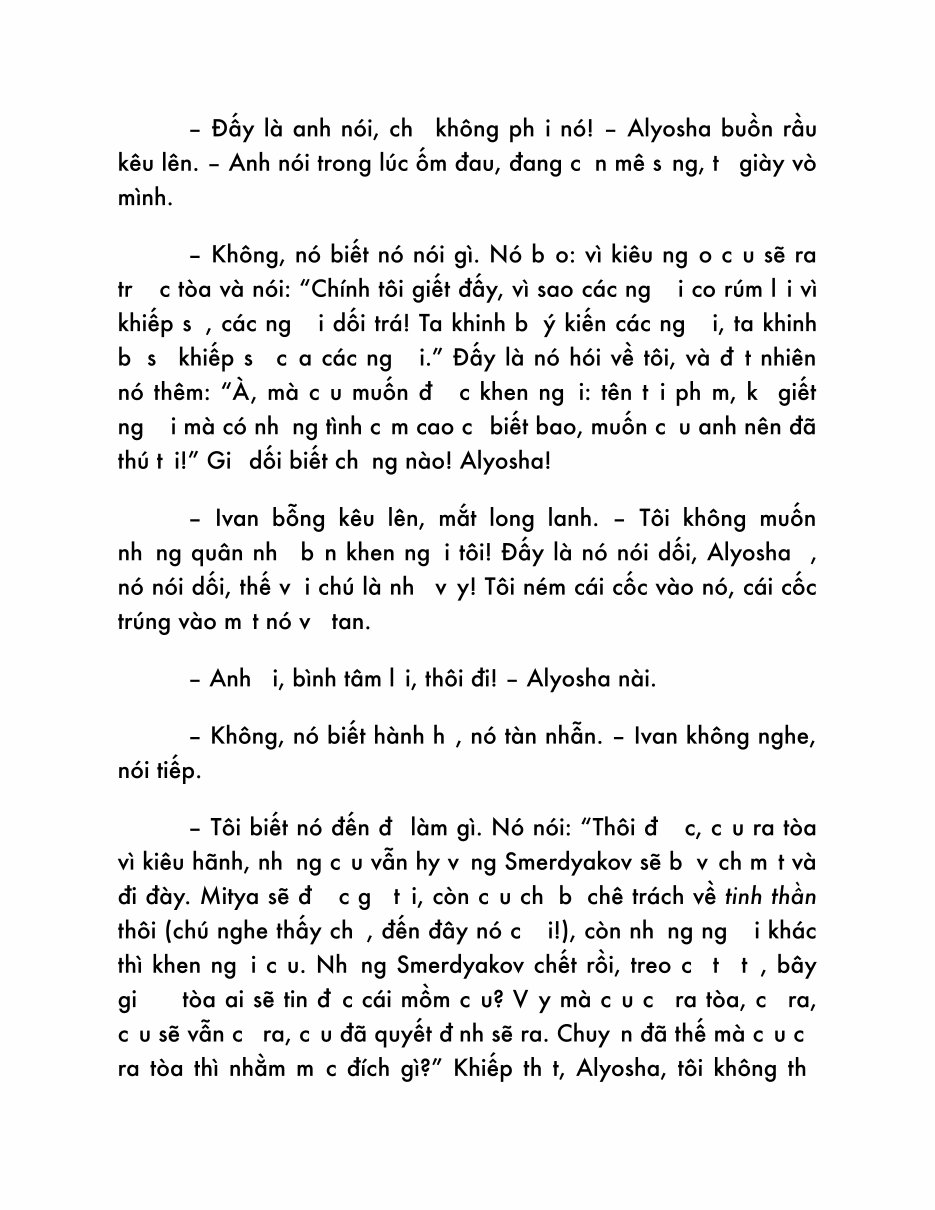 – Đấy là anh nói, ch không ph i nó! – Alyosha buồn rầu
kêu lên. – Anh nói trong lúc ốm đau, đang c n mê s ng, t giày vò
mình.
– Không, nó biết nó nói gì. Nó b o: vì kiêu ng o c u sẽ ra
tr c tòa và nói: “Chính tôi giết đấy, vì sao các ng i co rúm l i vì
khiếp s , các ng i dối trá! Ta khinh b ý kiến các ng i, ta khinh
b s khiếp s c a các ng i.” Đấy là nó hói về tôi, và đ t nhiên
nó thêm: “À, mà c u muốn đ c khen ng i: tên t i ph m, k giết
ng i mà có nh ng tình c m cao c biết bao, muốn c u anh nên đã
thú t i!” Gi dối biết ch ng nào! Alyosha!
– Ivan bỗng kêu lên, mắt long lanh. – Tôi không muốn
nh ng quân nh b n khen ng i tôi! Đấy là nó nói dối, Alyosha ,
nó nói dối, thế v i chú là nh v y! Tôi ném cái cốc vào nó, cái cốc
trúng vào m t nó v tan.
– Anh i, bình tâm l i, thôi đi! – Alyosha nài.
– Không, nó biết hành h , nó tàn nhẫn. – Ivan không nghe,
nói tiếp.
– Tôi biết nó đến đ làm gì. Nó nói: “Thôi đ c, c u ra tòa
vì kiêu hãnh, nh ng c u vẫn hy v ng Smerdyakov sẽ b v ch m t và
đi đày. Mitya sẽ đ c g t i, còn c u ch b chê trách về tinh thần
thôi (chú nghe thấy ch , đến đây nó c i!), còn nh ng ng i khác
thì khen ng i c u. Nh ng Smerdyakov chết rồi, treo c t t , bây
gi tòa ai sẽ tin đ c cái mồm c u? V y mà c u c ra tòa, c ra,
c u sẽ vẫn c ra, c u đã quyết đ nh sẽ ra. Chuy n đã thế mà c u c
ra tòa thì nhằm m c đích gì?” Khiếp th t, Alyosha, tôi không th